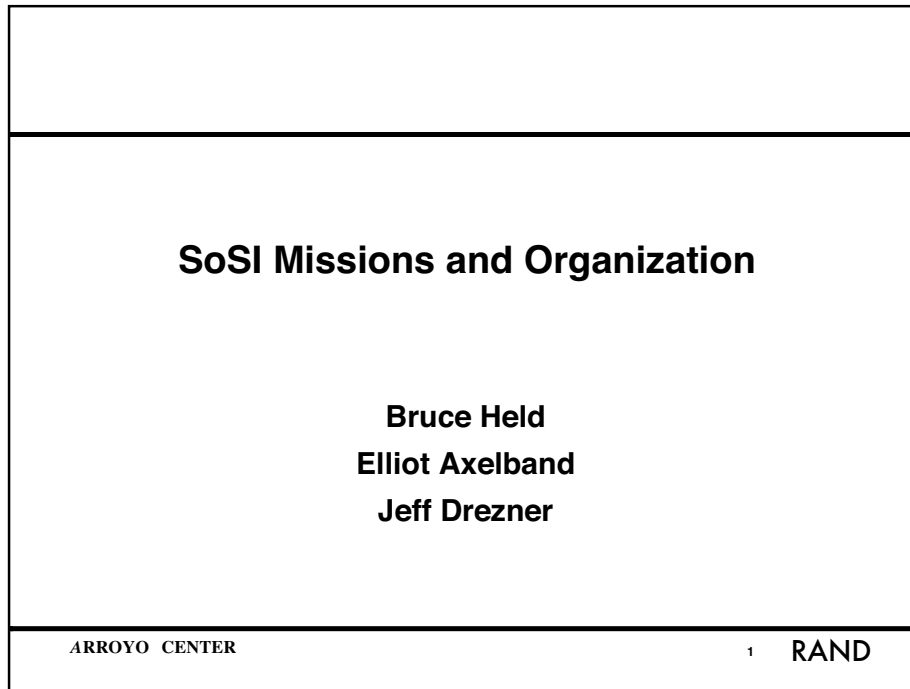 SoSI Missions and Organization
Bruce Held
Elliot Axelband
Jeff Drezner
ARROYO CENTER 1 RAND